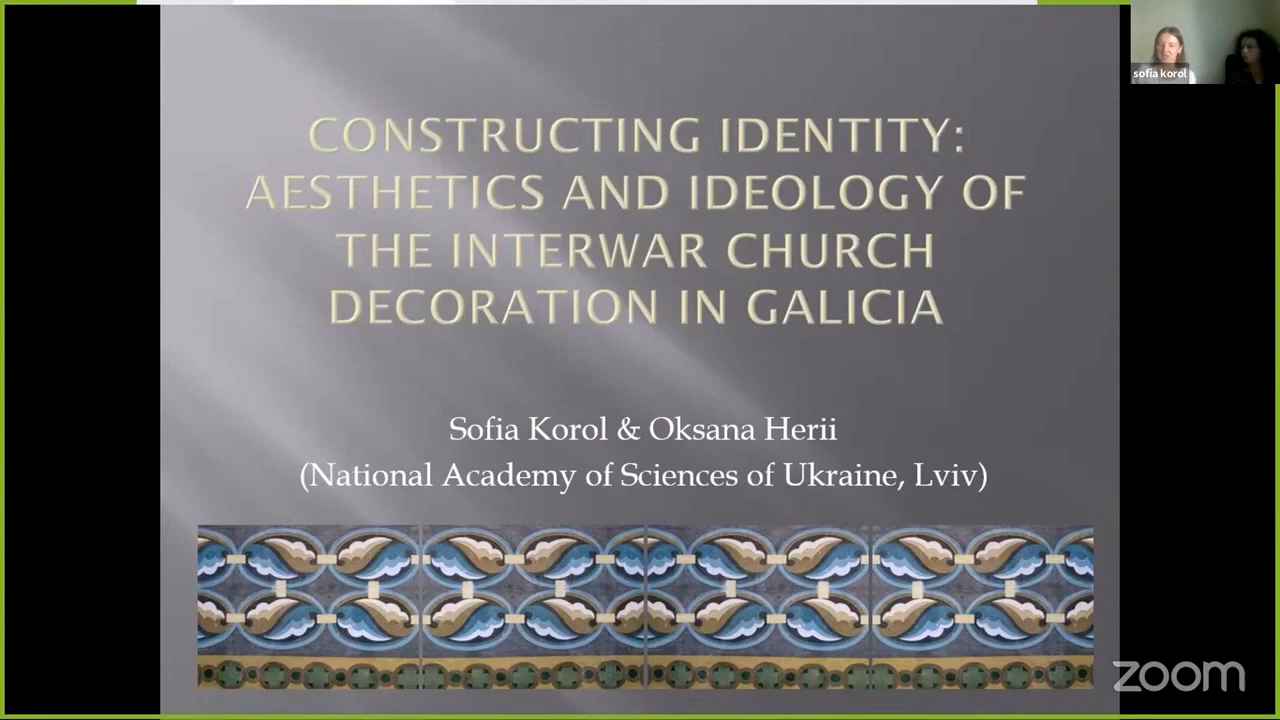 sofia korol
CONSTRUCTING IDENTITY:
AESTHETICS AND IDEOLOGY OF
THE INTERWAR CHURCH
DECORATION IN GALICIA
Sofia Korol & Oksana Herii
(National Academy of Sciences of Ukraine, Lviv)
zoom